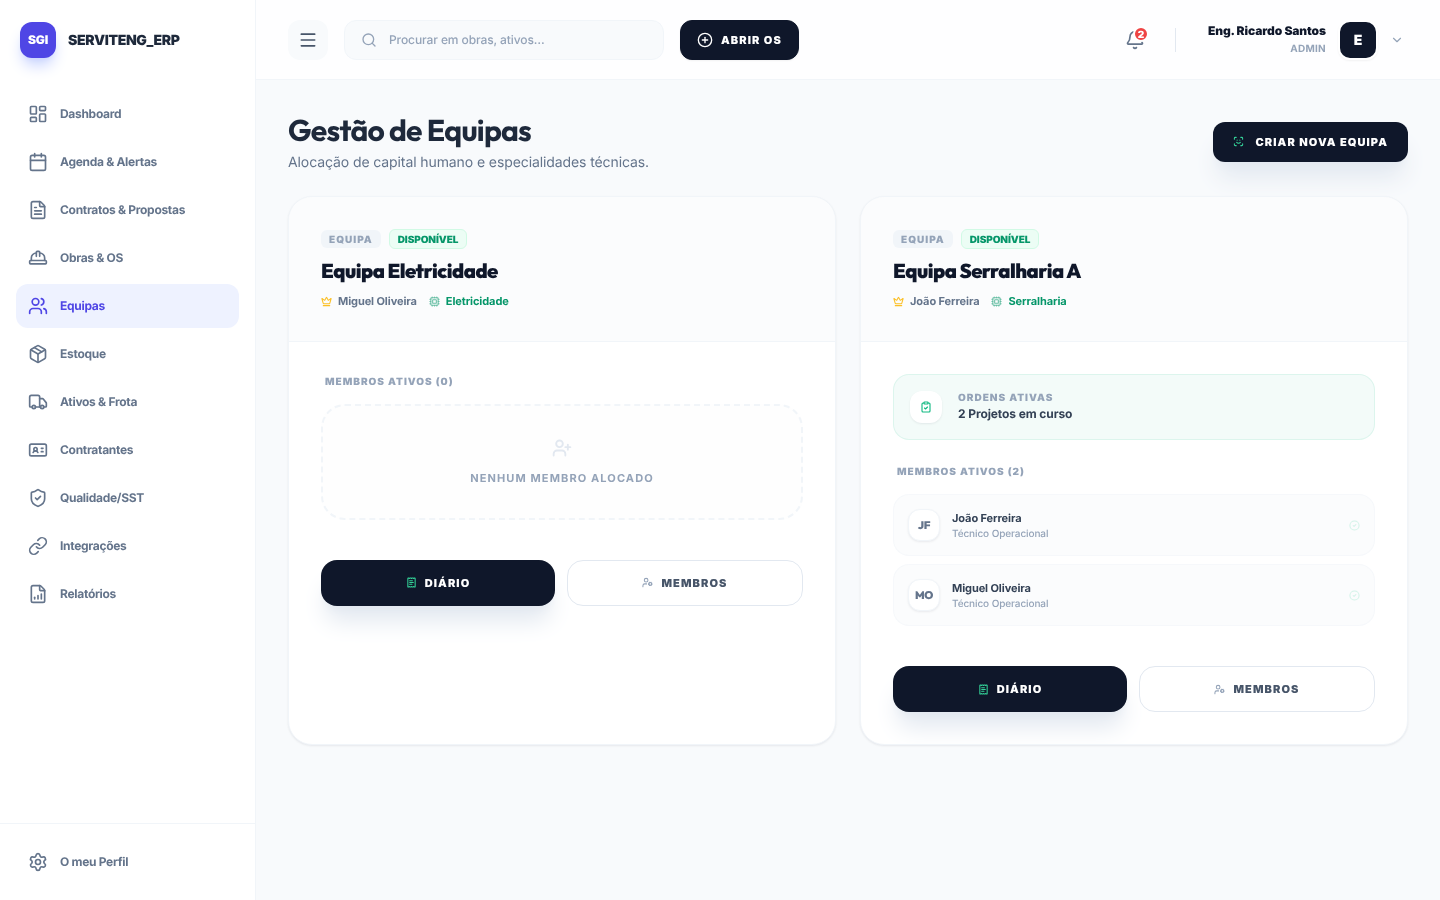 SGI
SERVITENG_ERP
Dashboard
Agenda & Alertas
Contratos & Propostas
Obras & OS
Equipas
Estoque
Ativos & Frota
Contratantes
Qualidade/SST
Integrações
Relatórios
O meu Perfil
Procurar em obras, ativos...
ABRIR OS
2
Eng. Ricardo Santos
ADMIN
E
Gestão de Equipas
Alocação de capital humano e especialidades técnicas.
CRIAR NOVA EQUIPA
EQUIPA DISPONÍVEL
Equipa Eletricidade
Miguel Oliveira Eletricidade
MEMBROS ATIVOS (0)
NENHUM MEMBRO ALOCADO
DIÁRIO
MEMBROS
EQUIPA DISPONÍVEL
Equipa Serralharia A
João Ferreira Serralharia
ORDENS ATIVAS
2 Projetos em curso
MEMBROS ATIVOS (2)
JF
João Ferreira
Técnico Operacional
MO
Miguel Oliveira
Técnico Operacional
DIÁRIO
MEMBROS